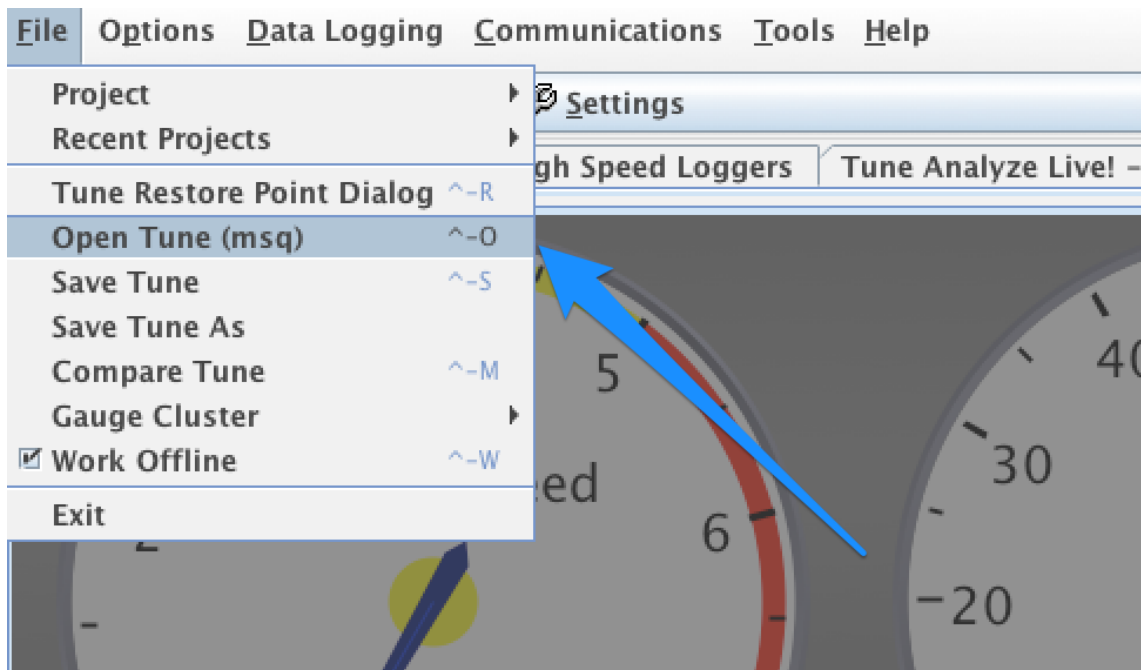 File Options Data Logging Communications Tools Help
Settings
gh Speed Loggers Tune Analyze Live! -
Project
Recent Projects
Tune Restore Point Dialog ^-R
Open Tune (msq) ^-O
Save Tune ^-S
Save Tune As
Compare Tune ^-M
Gauge Cluster
Work Offline ^-W
Exit
5
eed
6
40
30
20